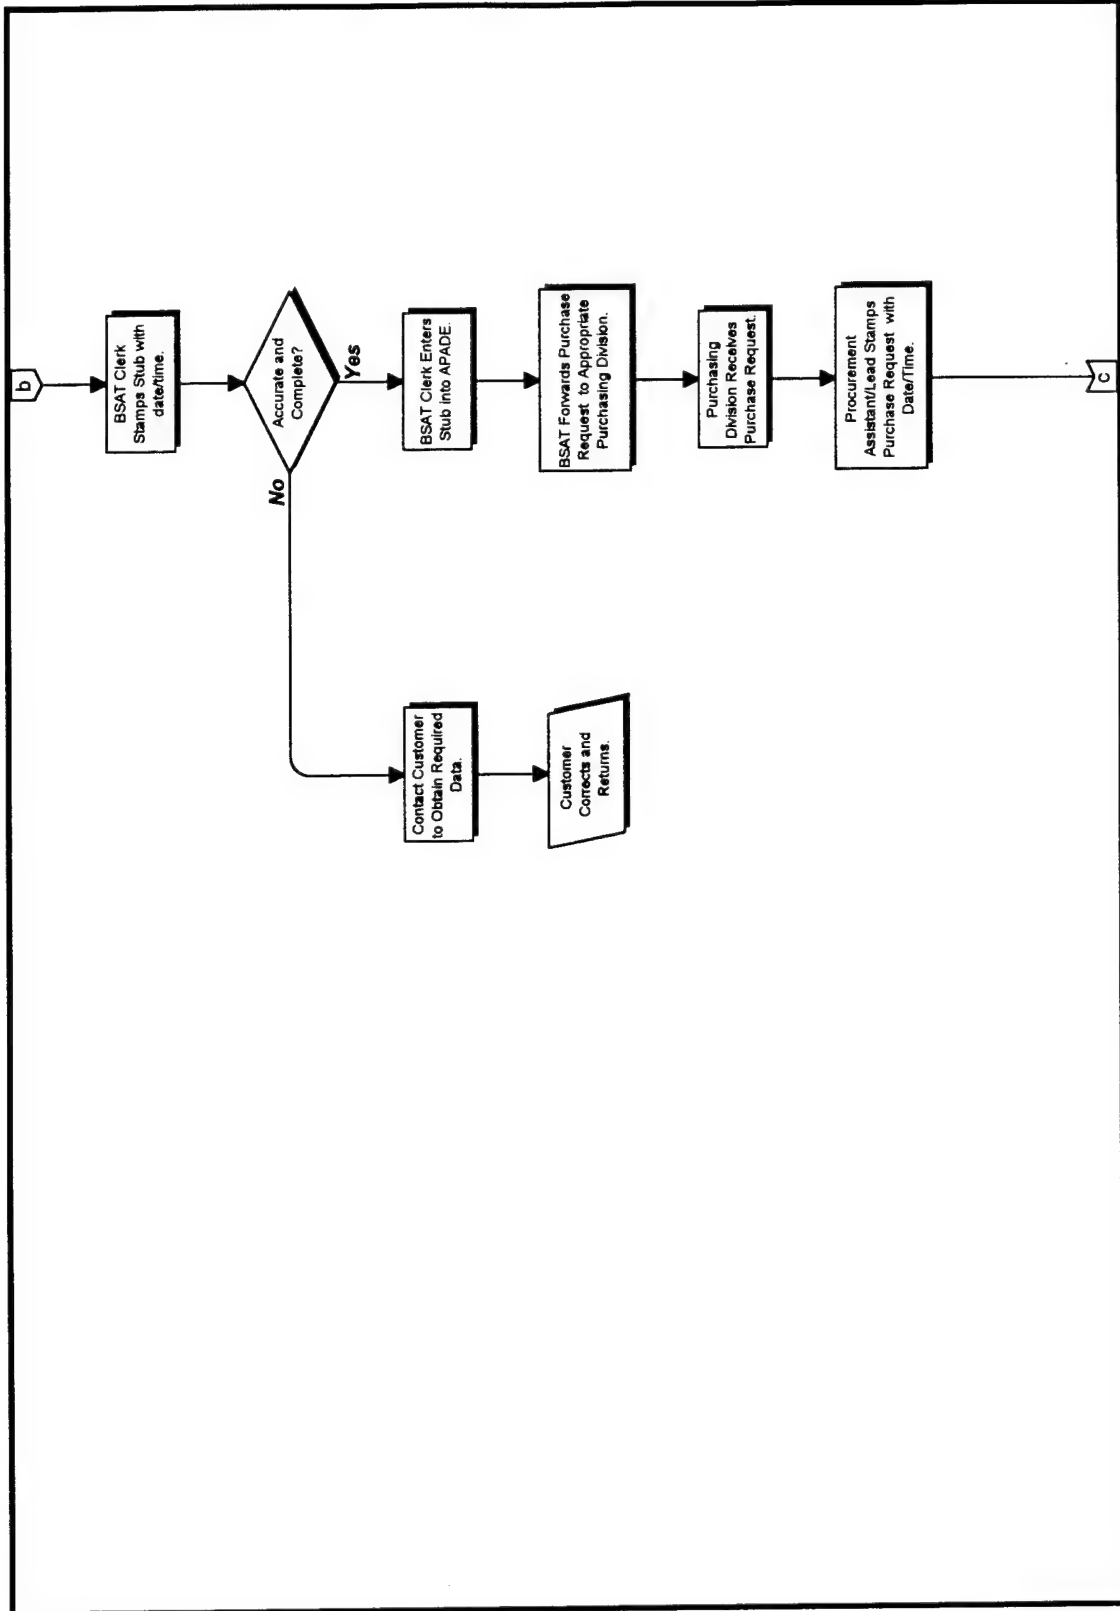 b
BSAT Clerk
Stamps Stub with
date/time.
Accurate and
Complete?
No
Yes
BSAT Clerk Enters
Stub into APADE.
Contact Customer
to Obtain Required
Data.
BSAT Forwards Purchase
Request to Appropriate
Purchasing Division.
Customer
Corrects and
Returns.
Purchasing
Division Receives
Purchase Request.
Procurement
Assistant/Lead Stamps
Purchase Request with
Date/Time.
c